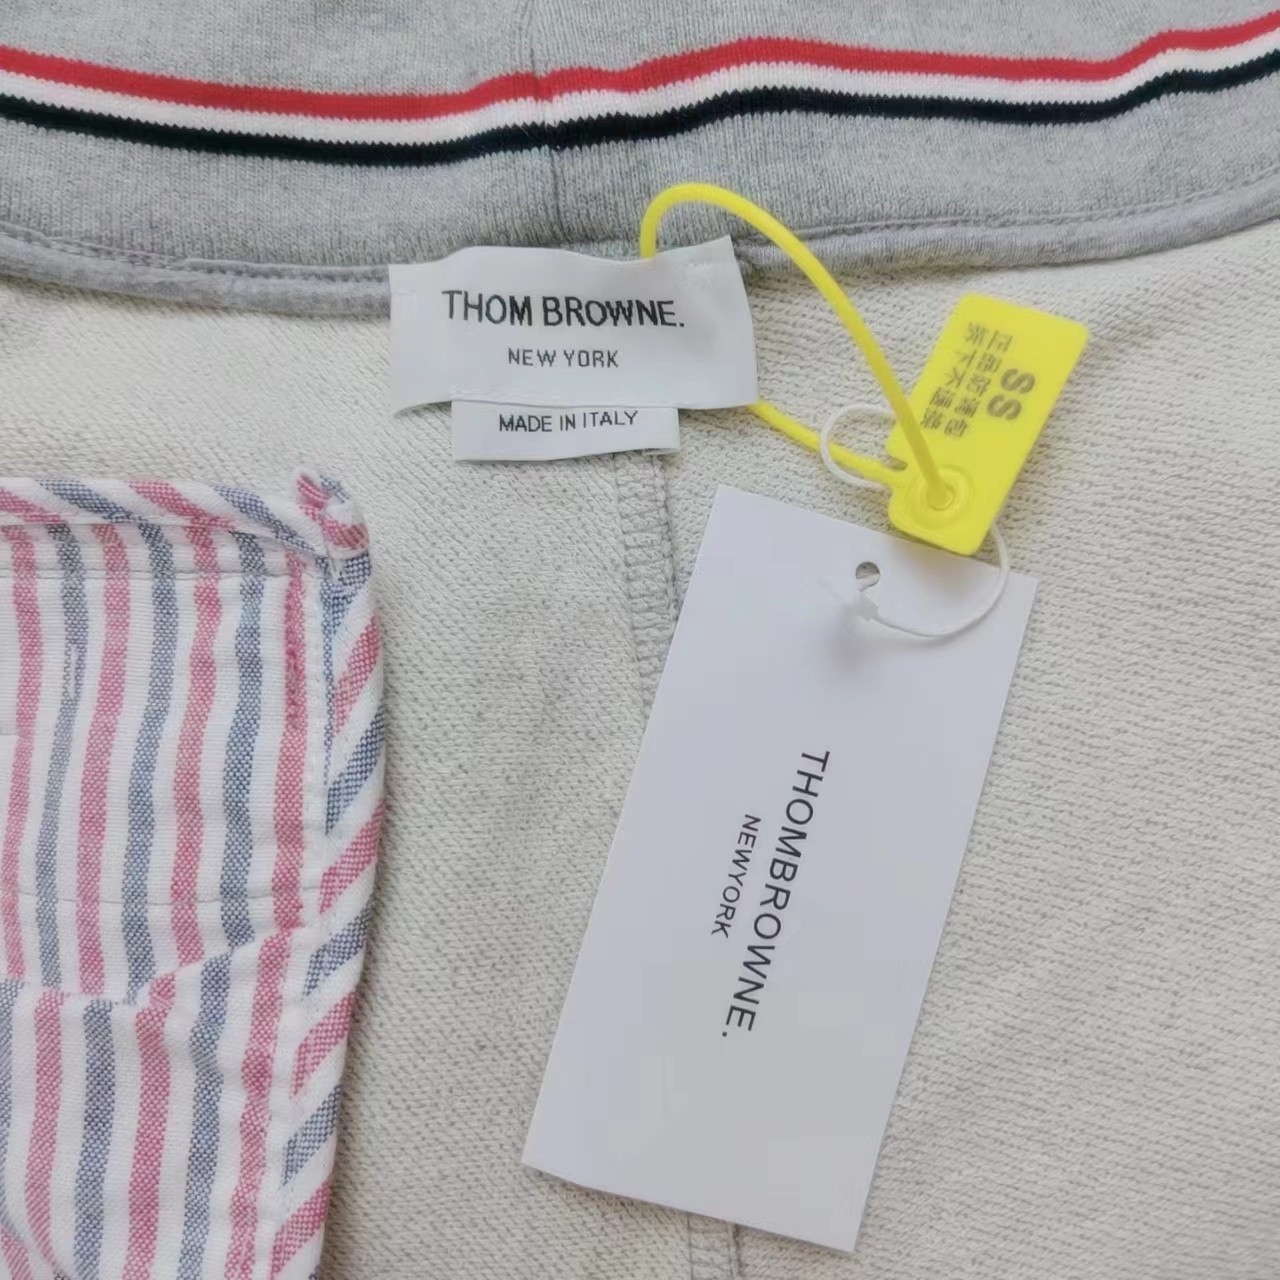 THOM BROWNE.
NEW YORK
MADE IN ITALY
SS
THOMBROWNE.
NEWYORK